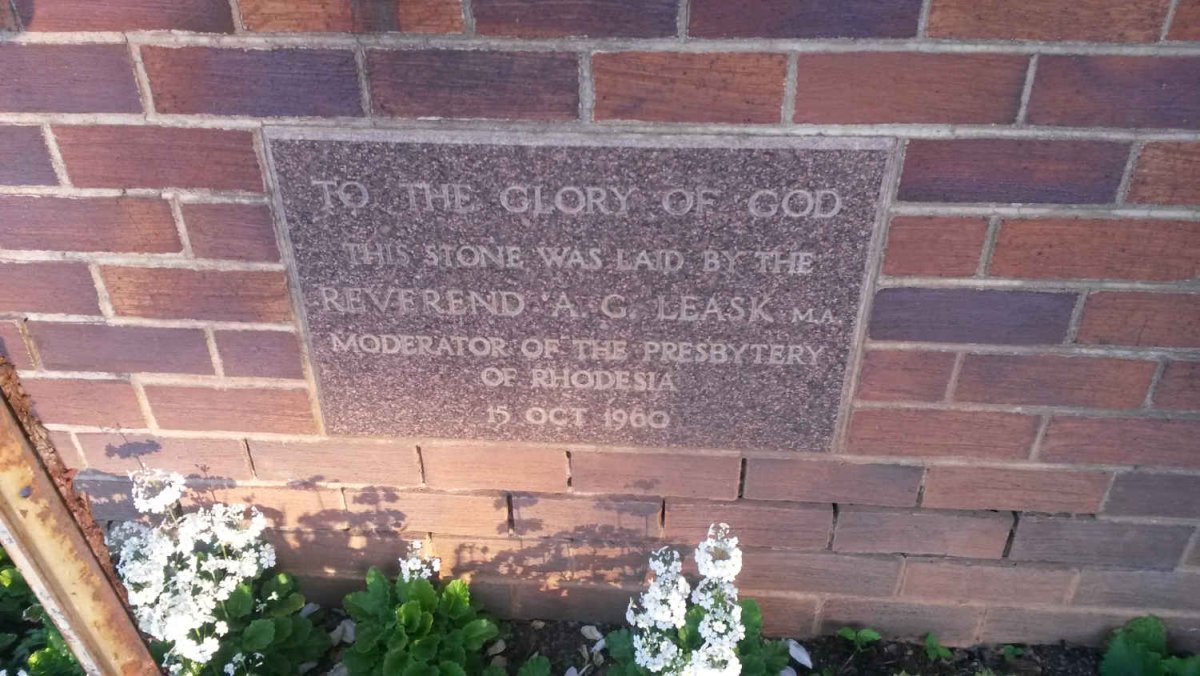 TO THE GLORY OF GOD
THIS STONE WAS LAID BY THE
REVEREND A. G. LEASK M.A.
MODERATOR OF THE PRESBYTERY
OF RHODESIA
15 OCT 1960